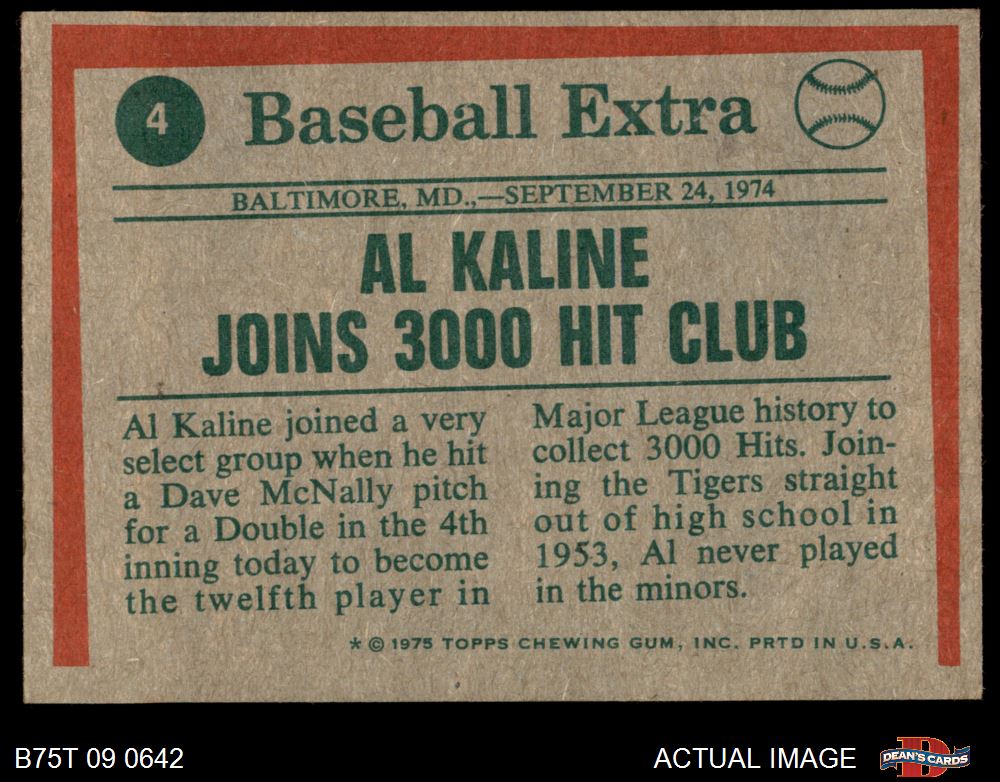 4
Baseball Extra
BALTIMORE, MD.,—SEPTEMBER 24, 1974
AL KALINE
JOINS 3000 HIT CLUB
Al Kaline joined a very
select group when he hit
a Dave McNally pitch
for a Double in the 4th
inning today to become
the twelfth player in
Major League history to
collect 3000 Hits. Join-
ing the Tigers straight
out of high school in
1953, Al never played
in the minors.
* © 1975 TOPPS CHEWING GUM, INC. PRTD IN U.S.A.
B75T 09 0642
ACTUAL IMAGE
D
DEAN'S CARDS